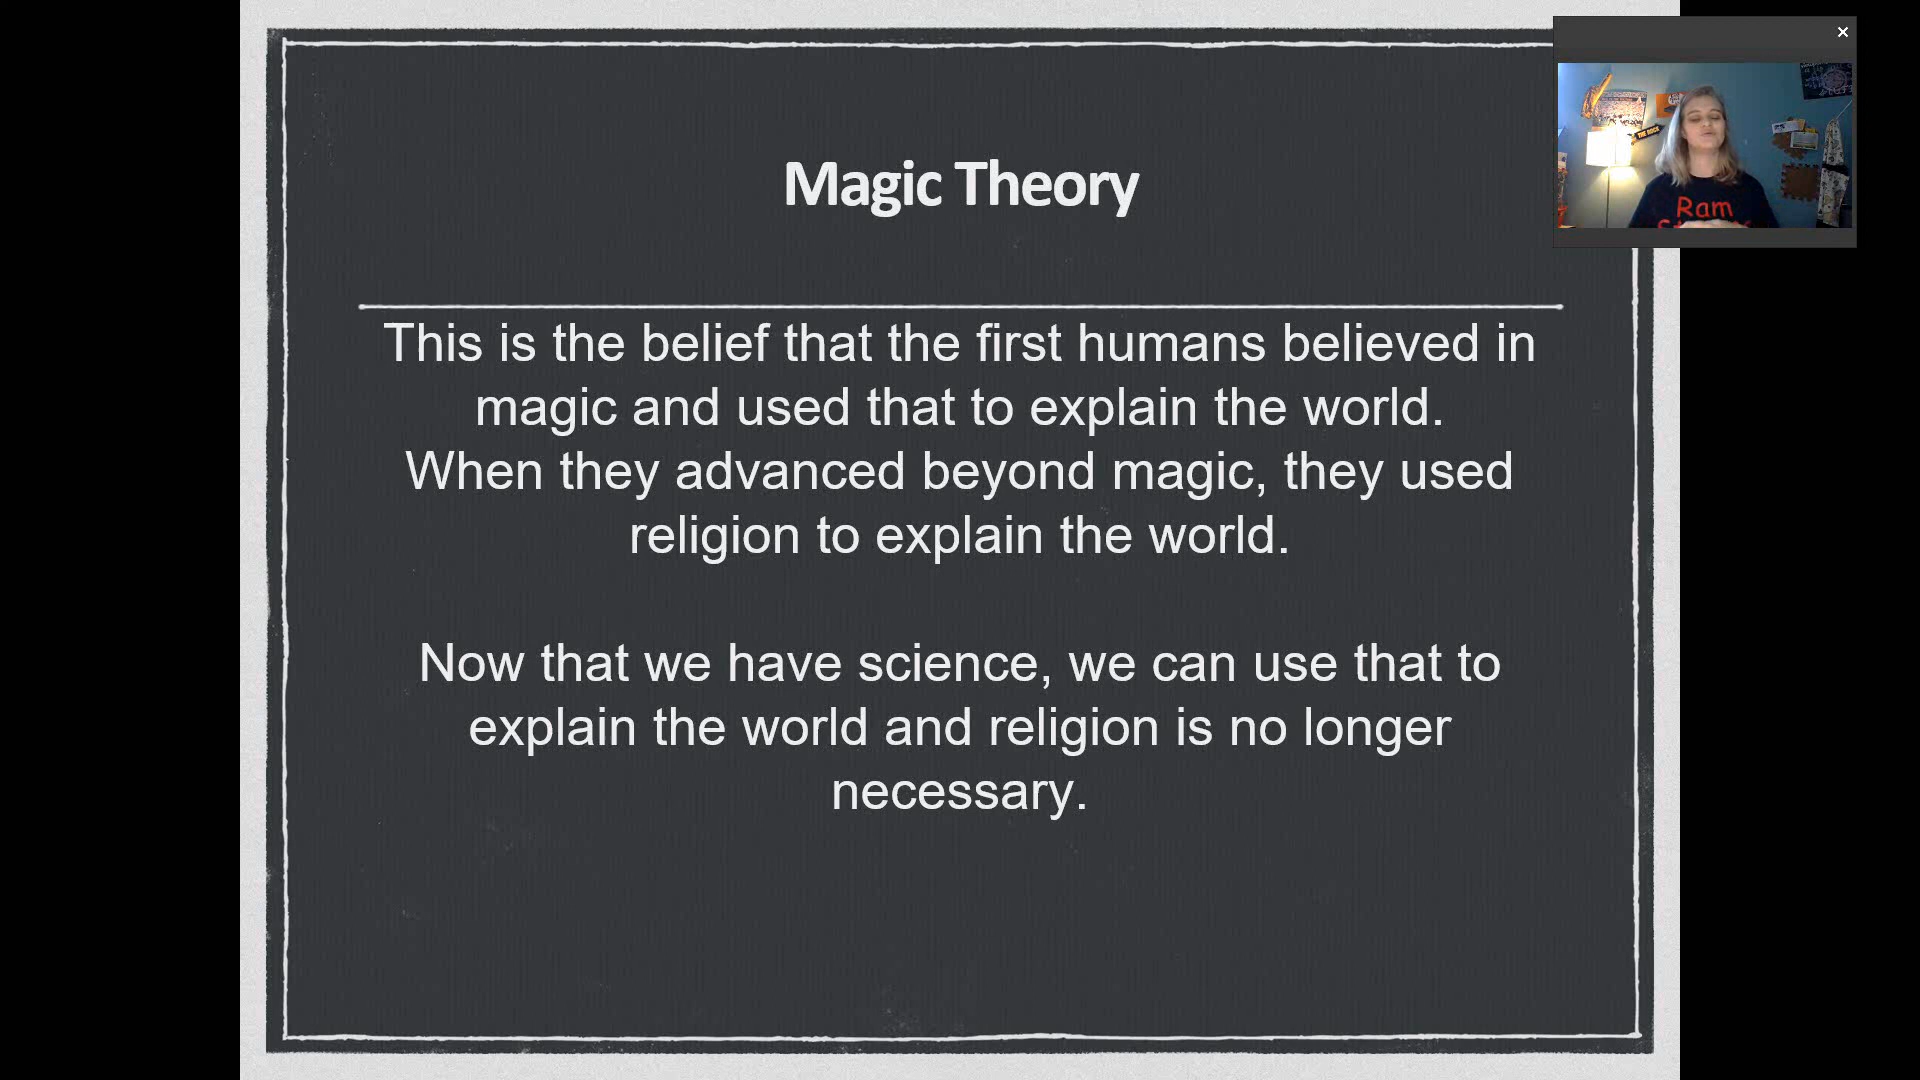 Magic Theory
This is the belief that the first humans believed in
magic and used that to explain the world.
When they advanced beyond magic, they used
religion to explain the world.
Now that we have science, we can use that to
explain the world and religion is no longer
necessary.
THE ROCK
Ram